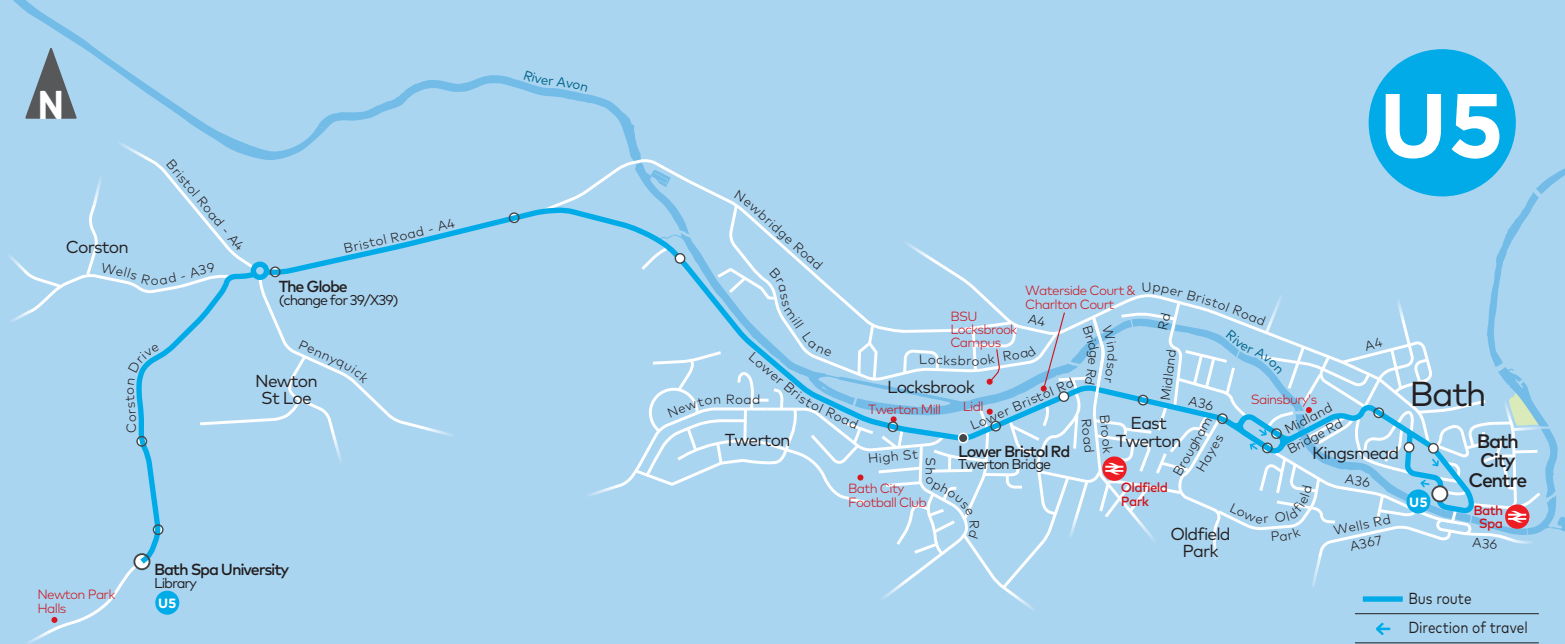 N
U5
River Avon
Bristol Road - A4
Corston
Wells Road - A39
Bristol Road - A4
The Globe
(change for 39/X39)
Corston Drive
Pennyquick
Newton
St Loe
Bath Spa University
Library
U5
Newton Park
Halls
Newbridge Road
Brassmill Lane
Lower Bristol Road
Newton Road
Twerton
Twerton Mill
High St
Shophouse Rd
Bath City
Football Club
Locksbrook
BSU
Locksbrook
Campus
Locksbrook Road
Waterside Court &
Charlton Court
A4
Upper Bristol Road
Lidl
Lower Bristol Rd
Lower Bristol Rd
Twerton Bridge
Windsor
Bridge Rd
Brook
Road
Midland
Rd
River Avon
A36
East
Twerton
Brougham
Hayes
Oldfield
Park
Oldfield
Park
Lower Oldfield
Park
Sainsbury's
Midland
Bridge Rd
Kingsmead
A4
A36
Bath
Bath
City
Centre
U5
Bath
Spa
Wells Rd
A367
A36
Bus route
Direction of travel